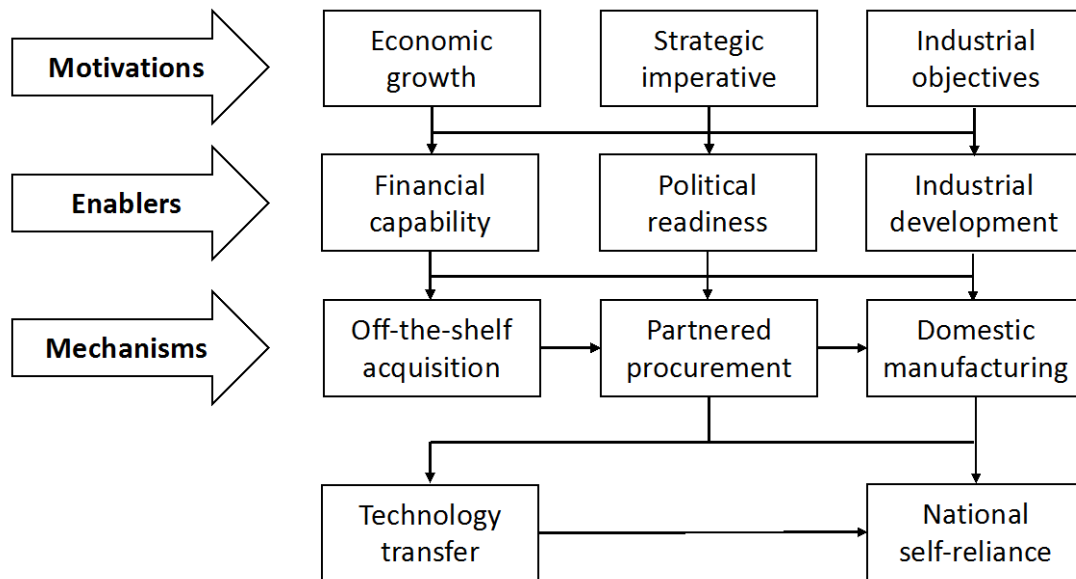 Motivations
Economic
growth
Strategic
imperative
Industrial
objectives
Enablers
Financial
capability
Political
readiness
Industrial
development
Mechanisms
Off-the-shelf
acquisition
Partnered
procurement
Domestic
manufacturing
Technology
transfer
National
self-reliance